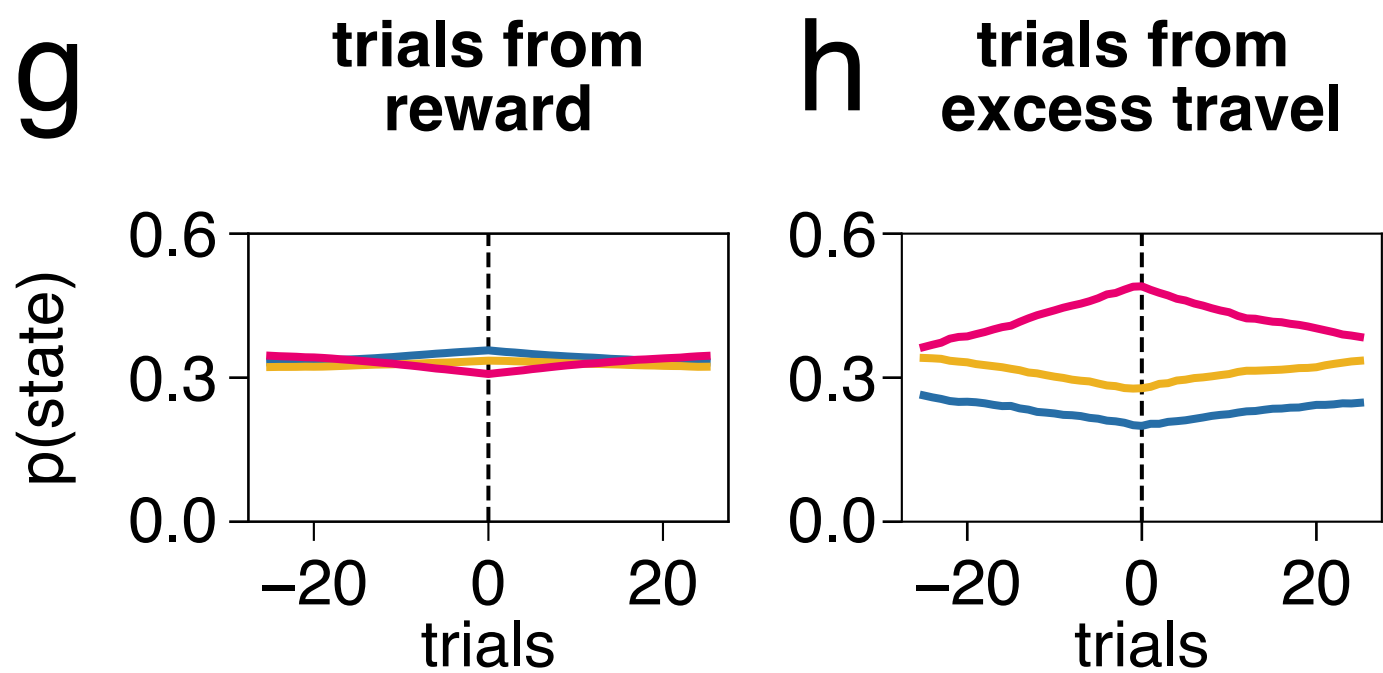 g
trials from
reward
p(state)
0.6
0.3
0.0
−20 0 20
trials
h
trials from
excess travel
0.6
0.3
0.0
−20 0 20
trials